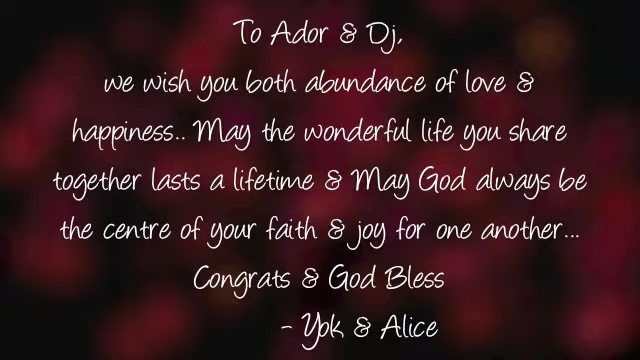 To Ador & Dj,
we wish you both abundance of love &
happiness.. May the wonderful life you share
together lasts a lifetime & May God always be
the centre of your faith & joy for one another...
Congrats & God Bless
- Ybk & Alice